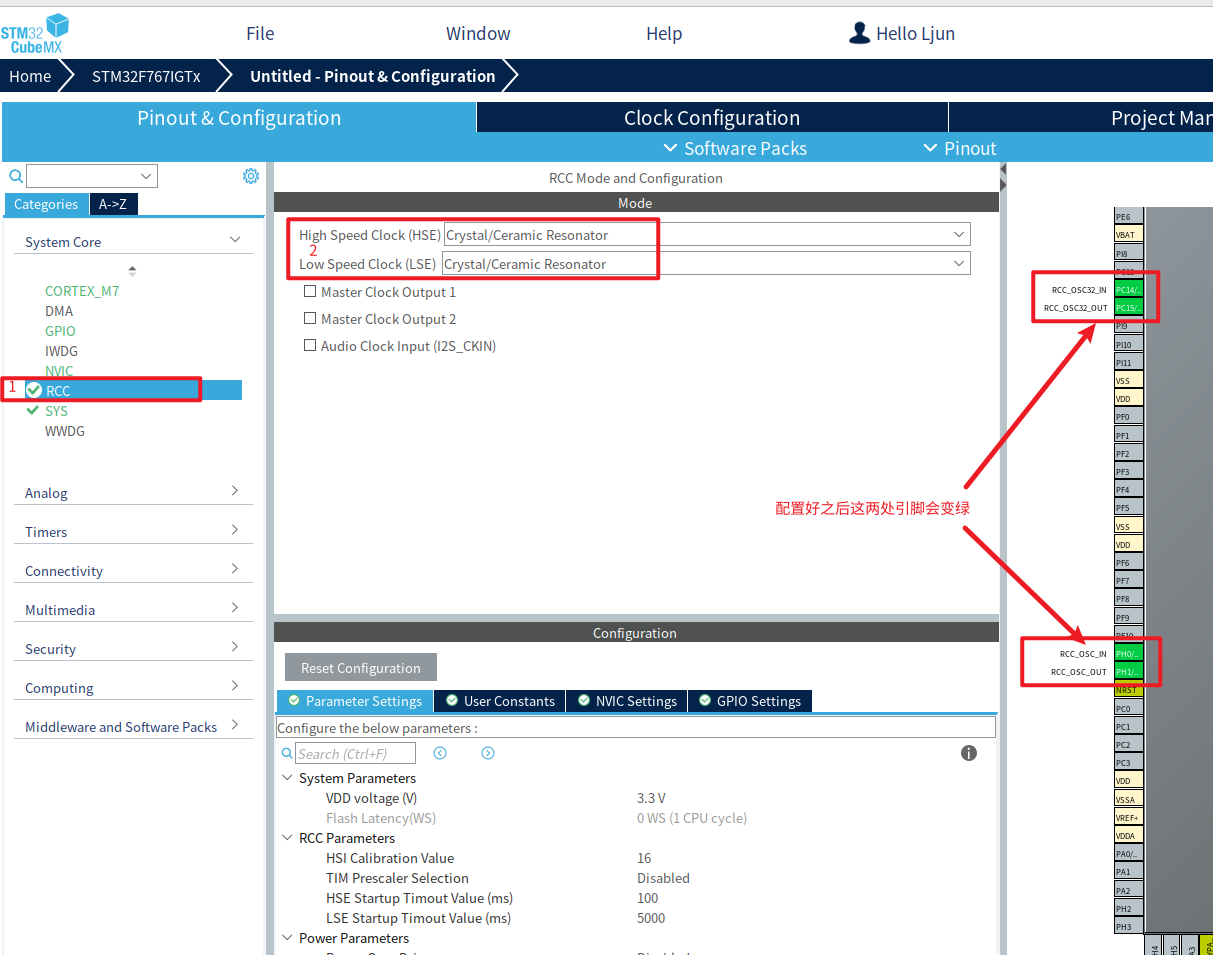 STM32
CubeMX
File
Window
Help
Hello Ljun
Home
STM32F767IGTx
Untitled - Pinout & Configuration
Pinout & Configuration
Clock Configuration
Project Man
Software Packs
Pinout
Categories
A->Z
System Core
CORTEX_M7
DMA
GPIO
IWDG
NVIC
1
RCC
SYS
WWDG
Analog
Timers
Connectivity
Multimedia
Security
Computing
Middleware and Software Packs
RCC Mode and Configuration
Mode
High Speed Clock (HSE)
Crystal/Ceramic Resonator
2
Low Speed Clock (LSE)
Crystal/Ceramic Resonator
Master Clock Output 1
Master Clock Output 2
Audio Clock Input (I2S_CKIN)
配置好之后这两处引脚会变绿
Configuration
Reset Configuration
Parameter Settings
User Constants
NVIC Settings
GPIO Settings
Configure the below parameters :
Search (Ctrl+F)
System Parameters
VDD voltage (V)
3.3 V
Flash Latency(WS)
0 WS (1 CPU cycle)
RCC Parameters
HSI Calibration Value
16
TIM Prescaler Selection
Disabled
HSE Startup Timout Value (ms)
100
LSE Startup Timout Value (ms)
5000
Power Parameters
PE6
VBAT
PI8
RCC_OSC32_IN
PC14/..
RCC_OSC32_OUT
PC15/..
PI9
PI10
PI11
VSS
VDD
PF0
PF1
PF2
PF3
PF4
PF5
VSS
VDD
PF6
PF7
PF8
PF9
PF10
RCC_OSC_IN
PH0/..
RCC_OSC_OUT
PH1/..
NRST
PC0
PC1
PC2
PC3
VDD
VSSA
VREF+
VDDA
PA0/..
PA1
PA2
PH2
PH3